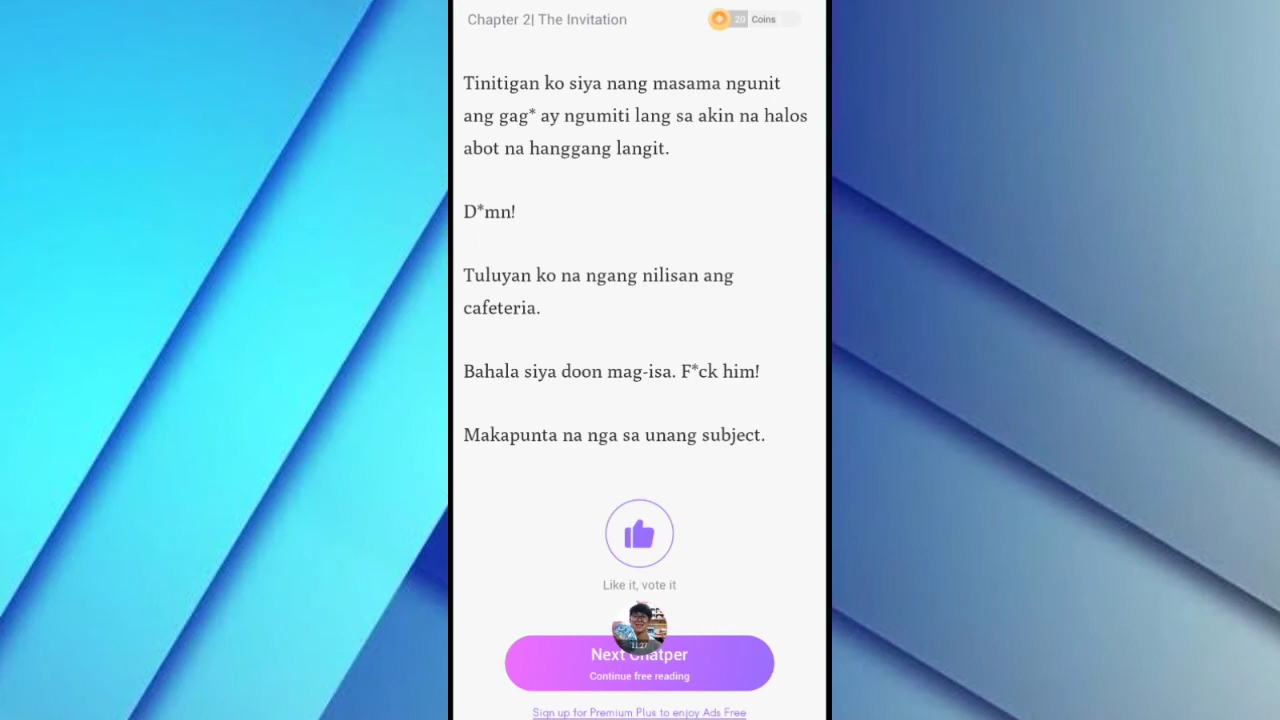 Chapter 2| The Invitation
20 Coins
Tinitigan ko siya nang masama ngunit
ang gag* ay ngumiti lang sa akin na halos
abot na hanggang langit.
D*mn!
Tuluyan ko na ngang nilisan ang
cafeteria.
Bahala siya doon mag-isa. F*ck him!
Makapunta na nga sa unang subject.
Like it, vote it
11:27
Next Chatper
Continue free reading
Sign up for Premium Plus to enjoy Ads Free